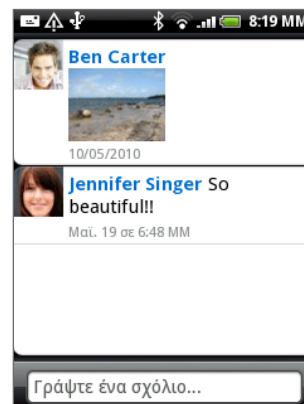 8:19 ΜΜ
Ben Carter
10/05/2010
Jennifer Singer So
beautiful!!
Μαϊ. 19 σε 6:48 ΜΜ
Γράψτε ένα σχόλιο...